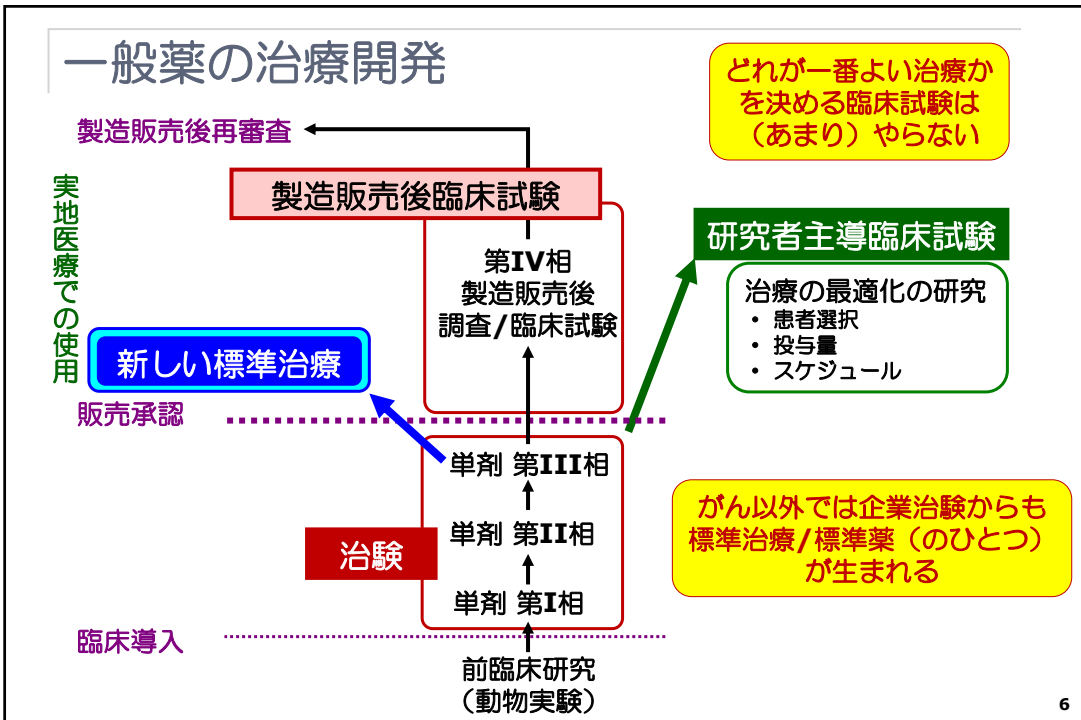 一般薬の治療開発
どれが一番よい治療か
を決める臨床試験は
（あまり）やらない
製造販売後再審査
実地医療での使用
製造販売後臨床試験
研究者主導臨床試験
第IV相
製造販売後
調査/臨床試験
治療の最適化の研究
• 患者選択
• 投与量
• スケジュール
新しい標準治療
販売承認
単剤 第III相
がん以外では企業治験からも
標準治療/標準薬（のひとつ）
が生まれる
単剤 第II相
治験
単剤 第I相
臨床導入
前臨床研究
（動物実験）
6